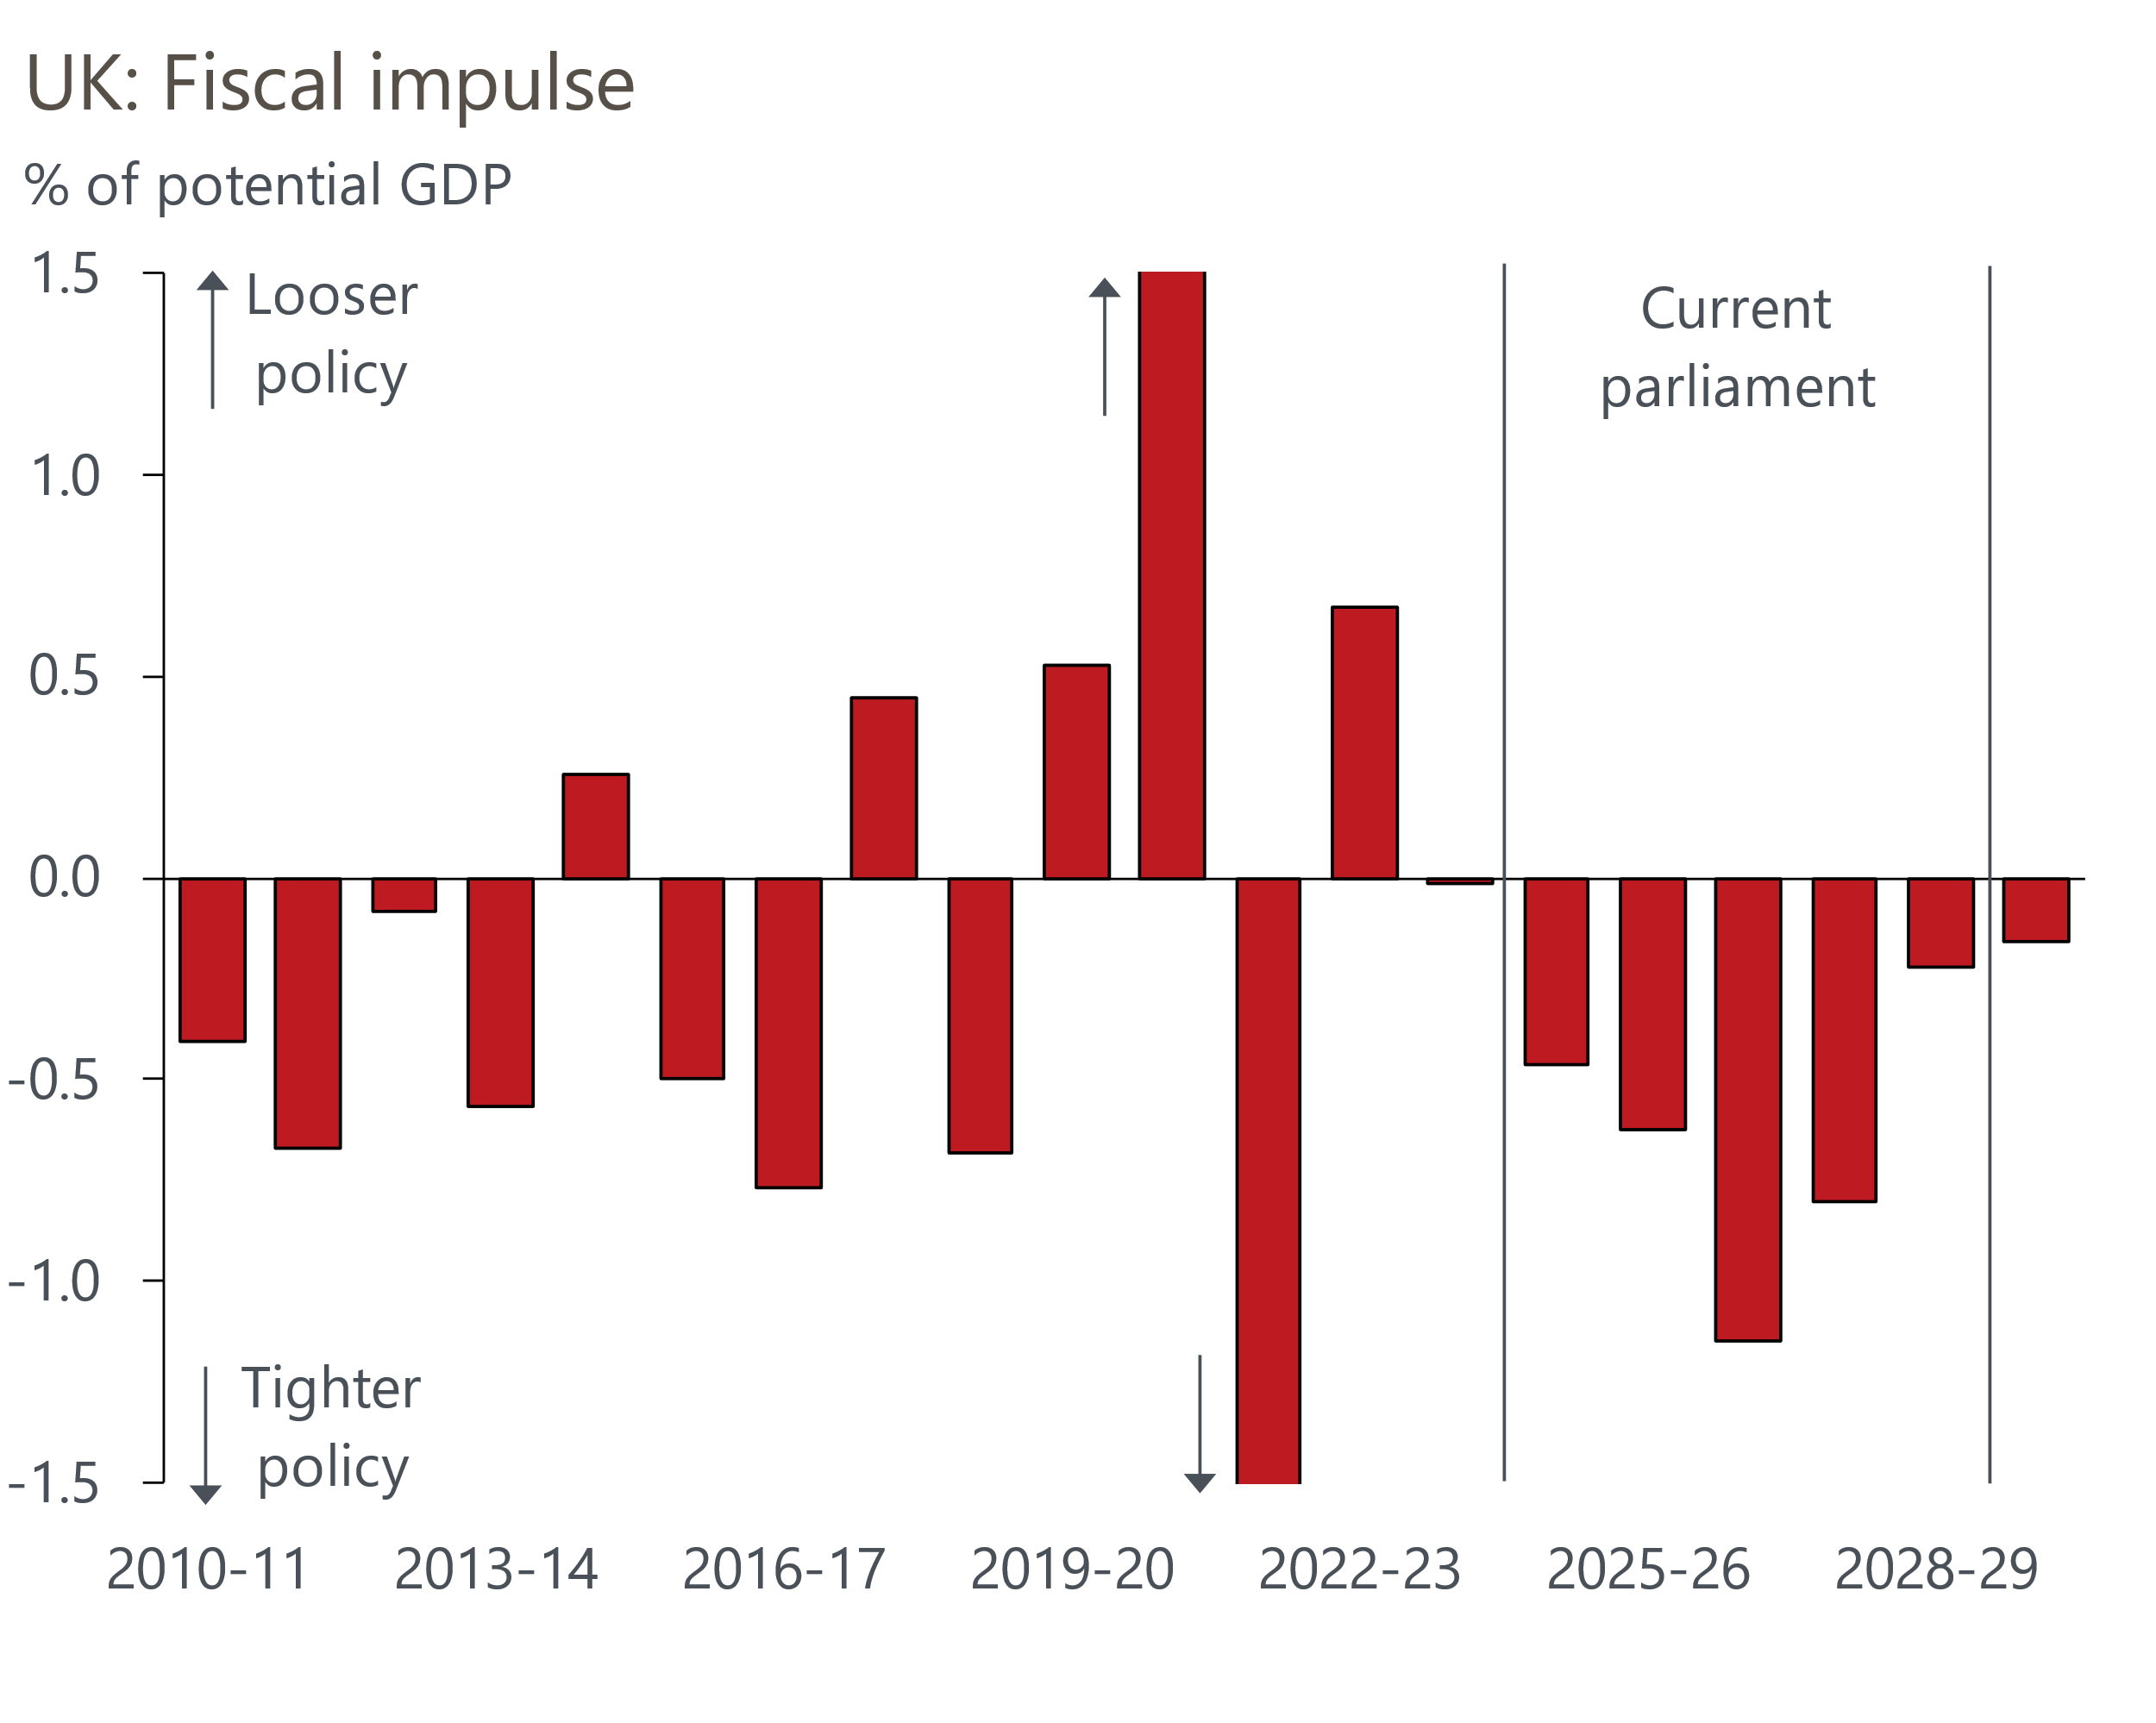 UK: Fiscal impulse
% of potential GDP
1.5
Looser
policy
Current
parliament
1.0
0.5
0.0
-0.5
-1.0
Tighter
policy
-1.5
2010-11 2013-14 2016-17 2019-20 2022-23 2025-26 2028-29